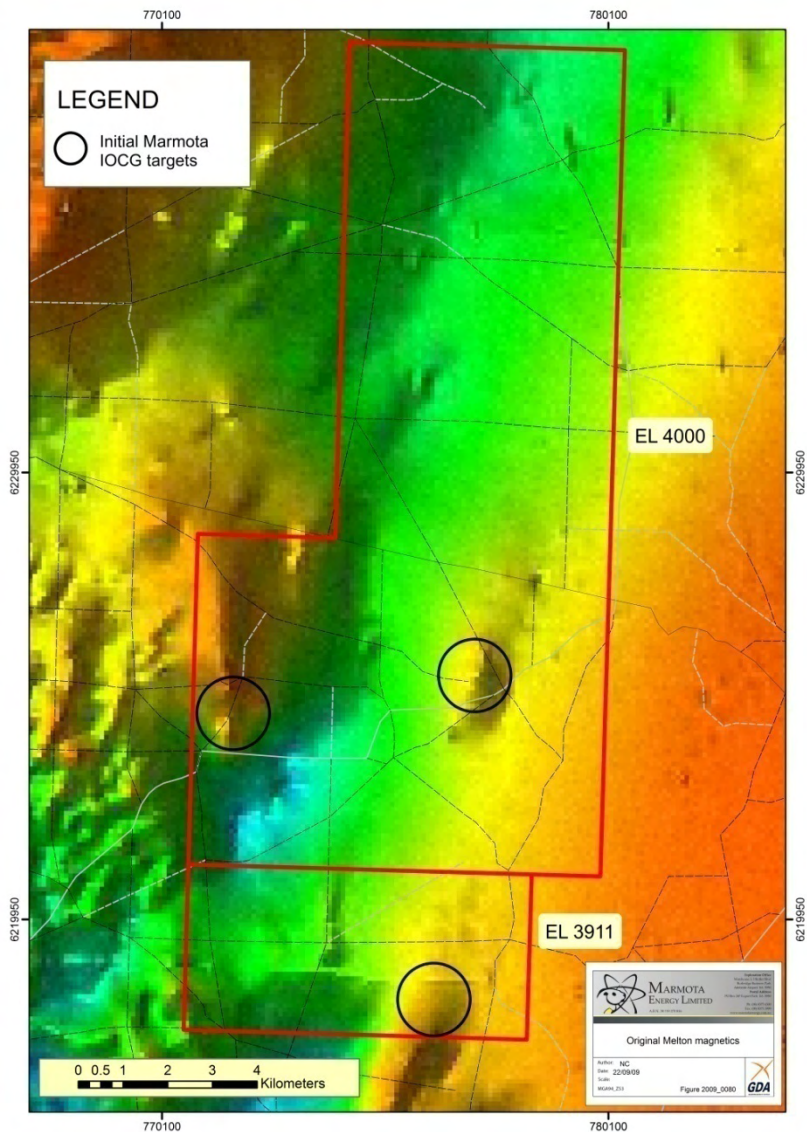 770100 780100
LEGEND
Initial Marmota
IOCG targets
EL 4000
6229950 6229950
EL 3911
6219950 6219950
MARMOTA
ENERGY LIMITED
Original Melton magnetics
Author: NC
Date: 22/09/09
Scale:
Figure 2009_0080
GDA
0 0.5 1 2 3 4
Kilometers
770100 780100